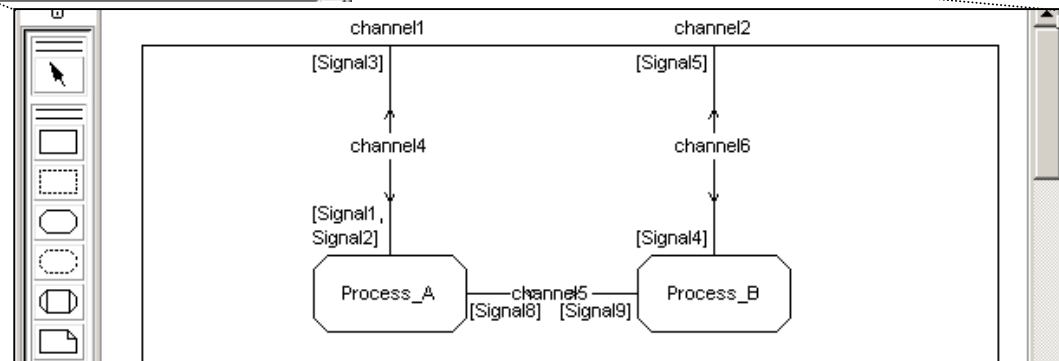 channel1
channel2
[Signal3]
[Signal5]
channel4
channel6
[Signal1,
Signal2]
[Signal4]
Process_A
channel5
Process_B
[Signal8]
[Signal9]